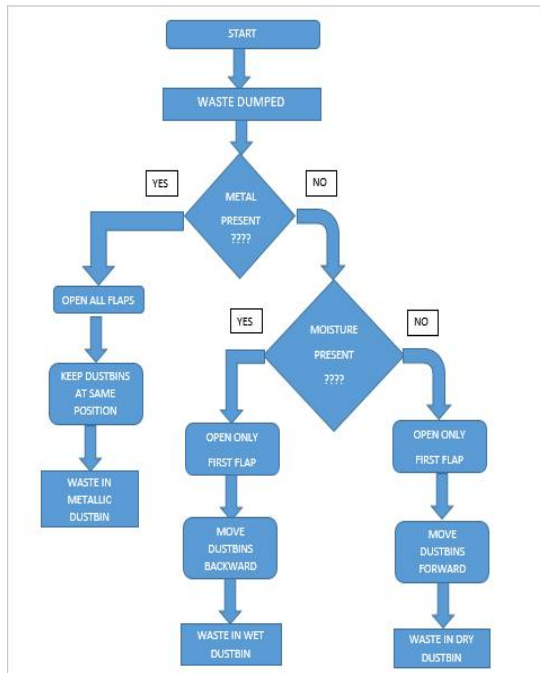 START
WASTE DUMPED
YES
NO
METAL
PRESENT
????
OPEN ALL FLAPS
YES
NO
MOISTURE
PRESENT
????
KEEP DUSTBINS
AT SAME
POSITION
OPEN ONLY
FIRST FLAP
OPEN ONLY
FIRST FLAP
WASTE IN
METALLIC
DUSTBIN
MOVE
DUSTBINS
BACKWARD
MOVE
DUSTBINS
FORWARD
WASTE IN WET
DUSTBIN
WASTE IN DRY
DUSTBIN